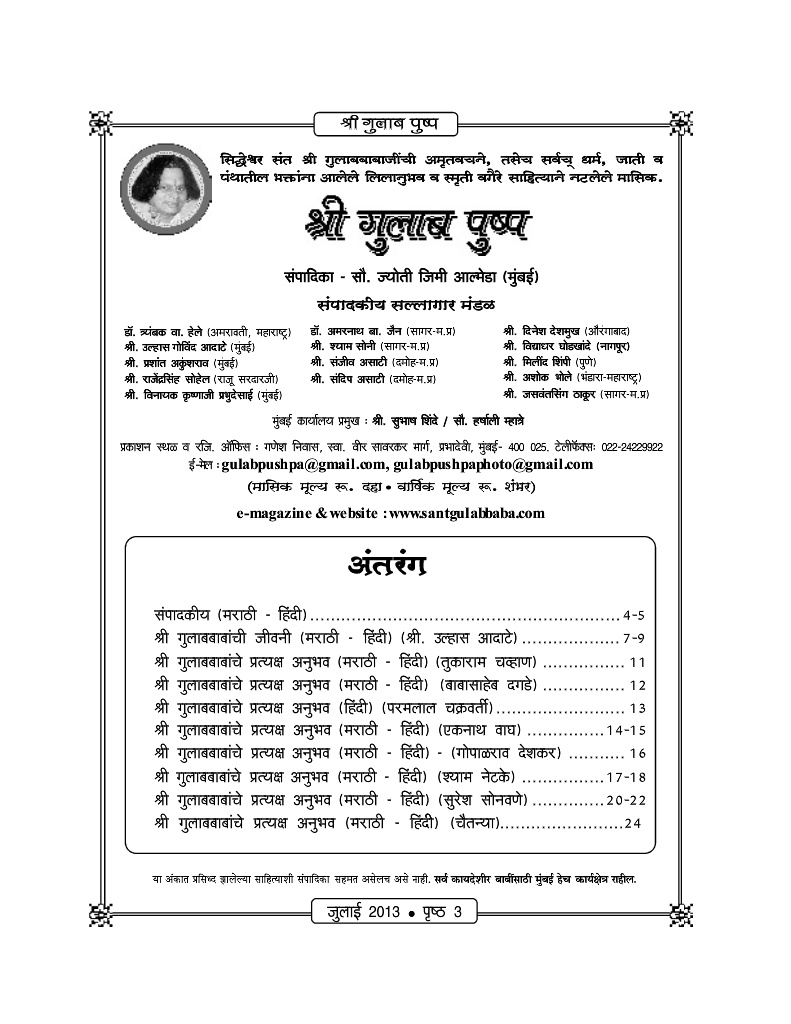 श्री गुलाब पुष्प
सिद्धेश्वर संत श्री गुलाबबाबाजींची अमृतवचने, तसेच सर्वच् धर्म, जाती व
पंथातील भक्तांना आलेले लिलानुभव व स्मृती वगैरे साहित्याने नटलेले मासिक.
श्री गुलाब पुष्प
संपादिका - सौ. ज्योती जिमी आल्मेडा (मुंबई)
संपादकीय सल्लागार मंडळ
डॉ. त्र्यंबक वा. हेले (अमरावती, महाराष्ट्र)
श्री. उल्हास गोविंद आदाटे (मुंबई)
श्री. प्रशांत अकुंशराव (मुंबई)
श्री. राजेंद्रसिंह सोहेल (राजू सरदारजी)
श्री. विनायक कृष्णाजी प्रभुदेसाई (मुंबई)
डॉ. अमरनाथ बा. जैन (सागर-म.प्र)
श्री. श्याम सोनी (सागर-म.प्र)
श्री. संजीव असाटी (दमोह-म.प्र)
श्री. संदिप असाटी (दमोह-म.प्र)
श्री. दिनेश देशमुख (औरंगाबाद)
श्री. विद्याधर घोडखांदे (नागपूर)
श्री. मिलींद शिंपी (पुणे)
श्री. अशोक भोले (भंडारा-महाराष्ट्र)
श्री. जसवंतसिंग ठाकूर (सागर-म.प्र)
मुंबई कार्यालय प्रमुख : श्री. सुभाष शिंदे / सौ. हर्षाली म्हात्रे
प्रकाशन स्थळ व रजि. ऑफिस : गणेश निवास, स्वा. वीर सावरकर मार्ग, प्रभादेवी, मुंबई- 400 025. टेलीफॅक्सः 022-24229922
ई-मेल : gulabpushpa@gmail.com, gulabpushpaphoto@gmail.com
(मासिक मूल्य रू. दहा • वार्षिक मूल्य रू. शंभर)
e-magazine & website : www.santgulabbaba.com
अंतरंग
संपादकीय (मराठी - हिंदी) ............................................................ 4-5
श्री गुलाबबाबांची जीवनी (मराठी - हिंदी) (श्री. उल्हास आदाटे) ................... 7-9
श्री गुलाबबाबांचे प्रत्यक्ष अनुभव (मराठी - हिंदी) (तुकाराम चव्हाण) ................ 11
श्री गुलाबबाबांचे प्रत्यक्ष अनुभव (मराठी - हिंदी) (बाबासाहेब दगडे) ................ 12
श्री गुलाबबाबांचे प्रत्यक्ष अनुभव (हिंदी) (परमलाल चक्रवर्ती)......................... 13
श्री गुलाबबाबांचे प्रत्यक्ष अनुभव (मराठी - हिंदी) (एकनाथ वाघ) ...............14-15
श्री गुलाबबाबांचे प्रत्यक्ष अनुभव (मराठी - हिंदी) - (गोपाळराव देशकर) ........... 16
श्री गुलाबबाबांचे प्रत्यक्ष अनुभव (मराठी - हिंदी) (श्याम नेटके) ................17-18
श्री गुलाबबाबांचे प्रत्यक्ष अनुभव (मराठी - हिंदी) (सुरेश सोनवणे) ..............20-22
श्री गुलाबबाबांचे प्रत्यक्ष अनुभव (मराठी - हिंदी) (चैतन्या)........................24
या अंकात प्रसिध्द झालेल्या साहित्याशी संपादिका सहमत असेलच असे नाही. सर्व कायदेशीर बाबींसाठी मुंबई हेच कार्यक्षेत्र राहील.
जुलाई 2013 ● पृष्ठ 3